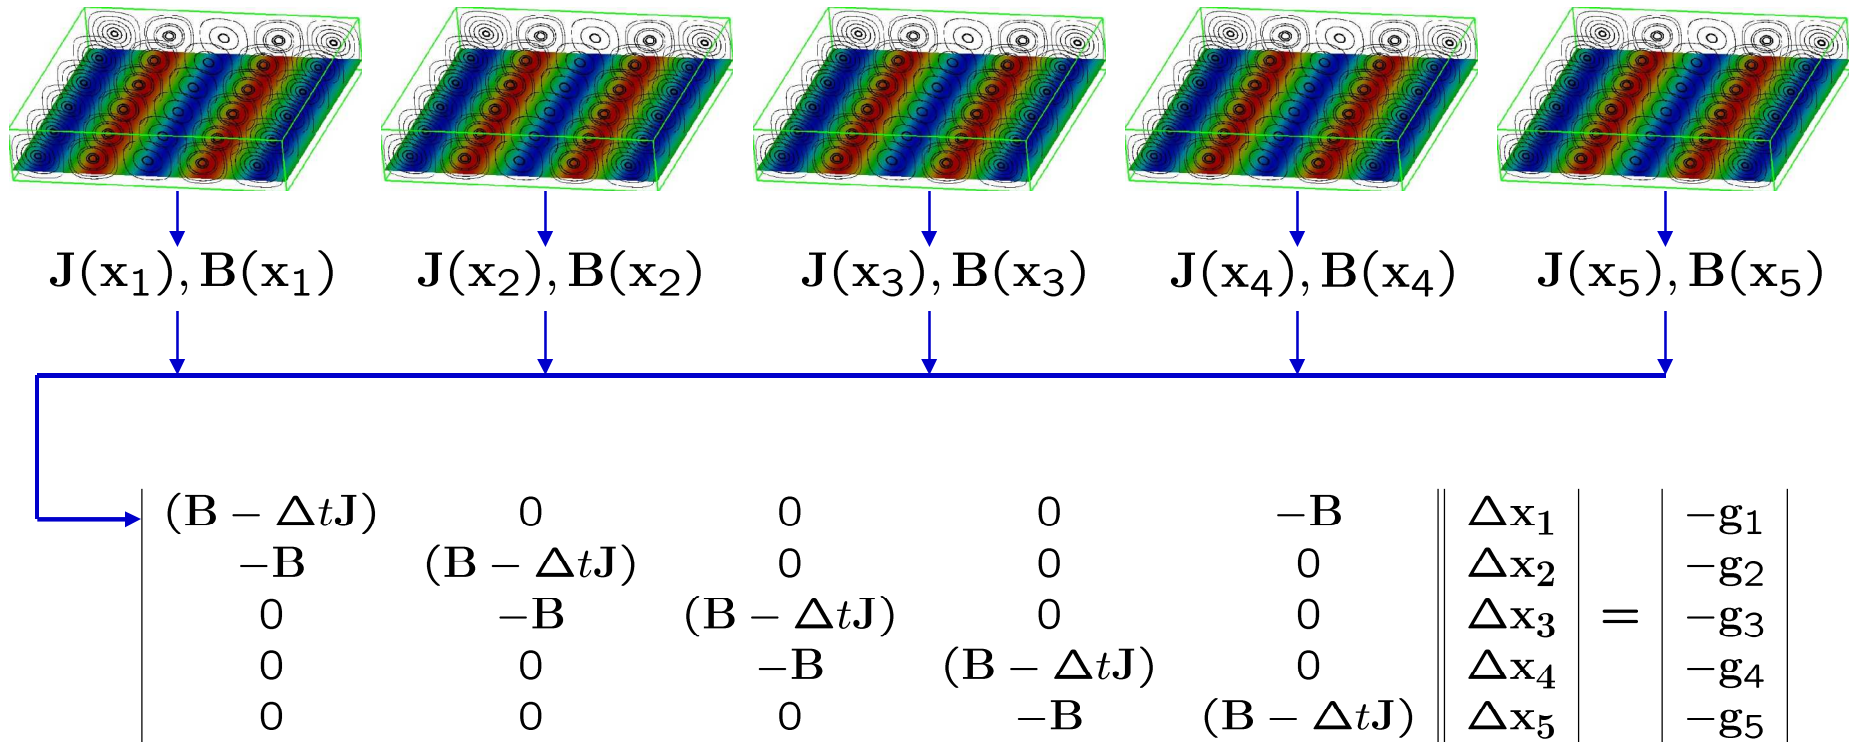 J(x₁), B(x₁) J(x₂), B(x₂) J(x₃), B(x₃) J(x₄), B(x₄) J(x₅), B(x₅)
(B − ΔtJ) 0 0 0 −B Δx₁ −g₁
−B (B − ΔtJ) 0 0 0 Δx₂ −g₂
0 −B (B − ΔtJ) 0 0 Δx₃ = −g₃
0 0 −B (B − ΔtJ) 0 Δx₄ −g₄
0 0 0 −B (B − ΔtJ) Δx₅ −g₅